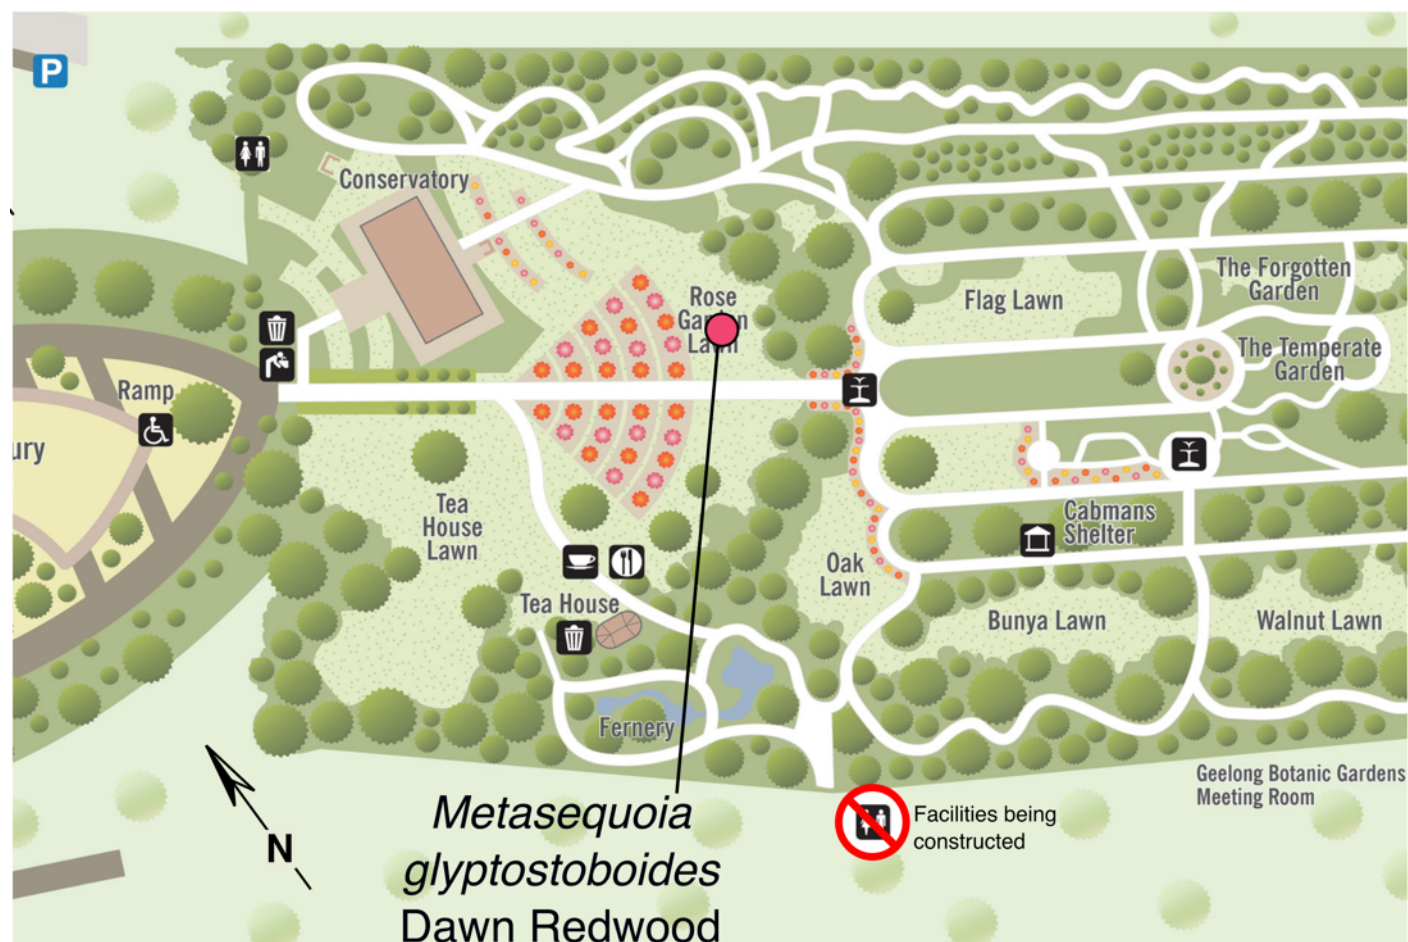 P
Conservatory
Rose
Garden
Lawn
Flag Lawn
The Forgotten
Garden
The Temperate
Garden
Ramp
ury
Tea
House
Lawn
Cabmans
Shelter
Oak
Lawn
Tea House
Bunya Lawn
Walnut Lawn
Fernery
Geelong Botanic Gardens
Meeting Room
Facilities being
constructed
N
Metasequoia
glyptostoboides
Dawn Redwood